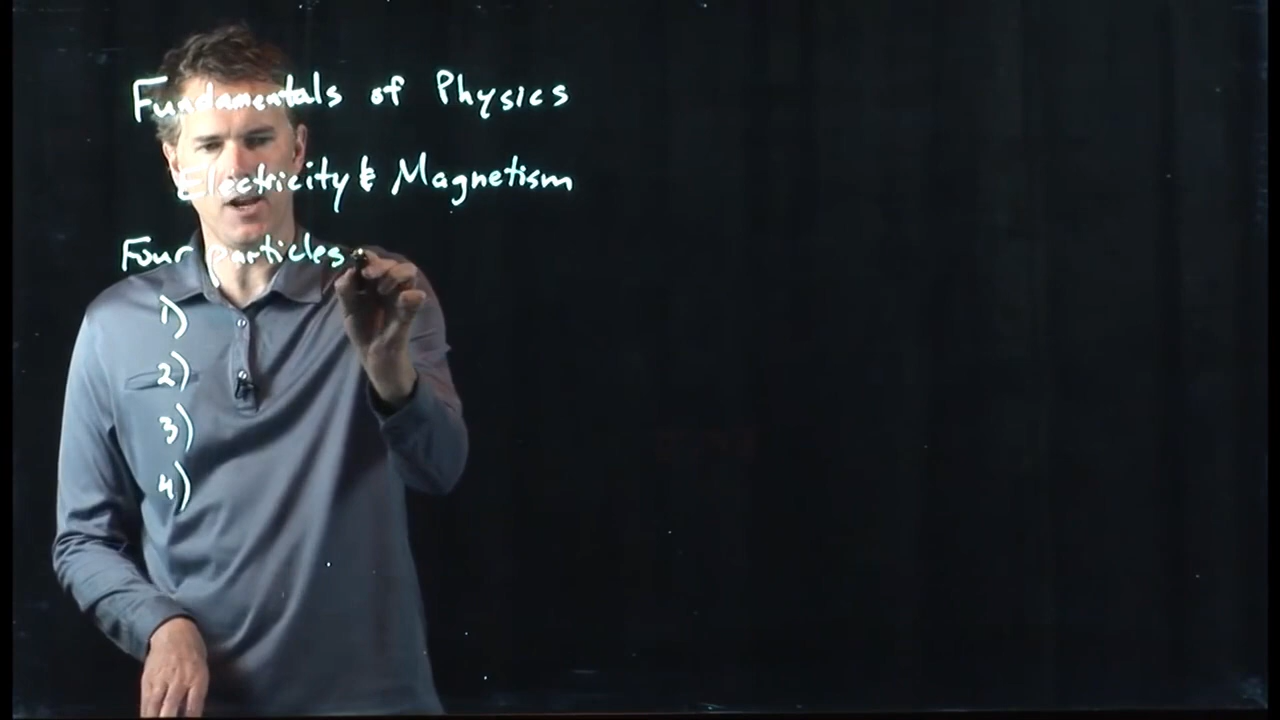 Fundamentals of Physics
Electricity & Magnetism
Four particles
1)
2)
3)
4)